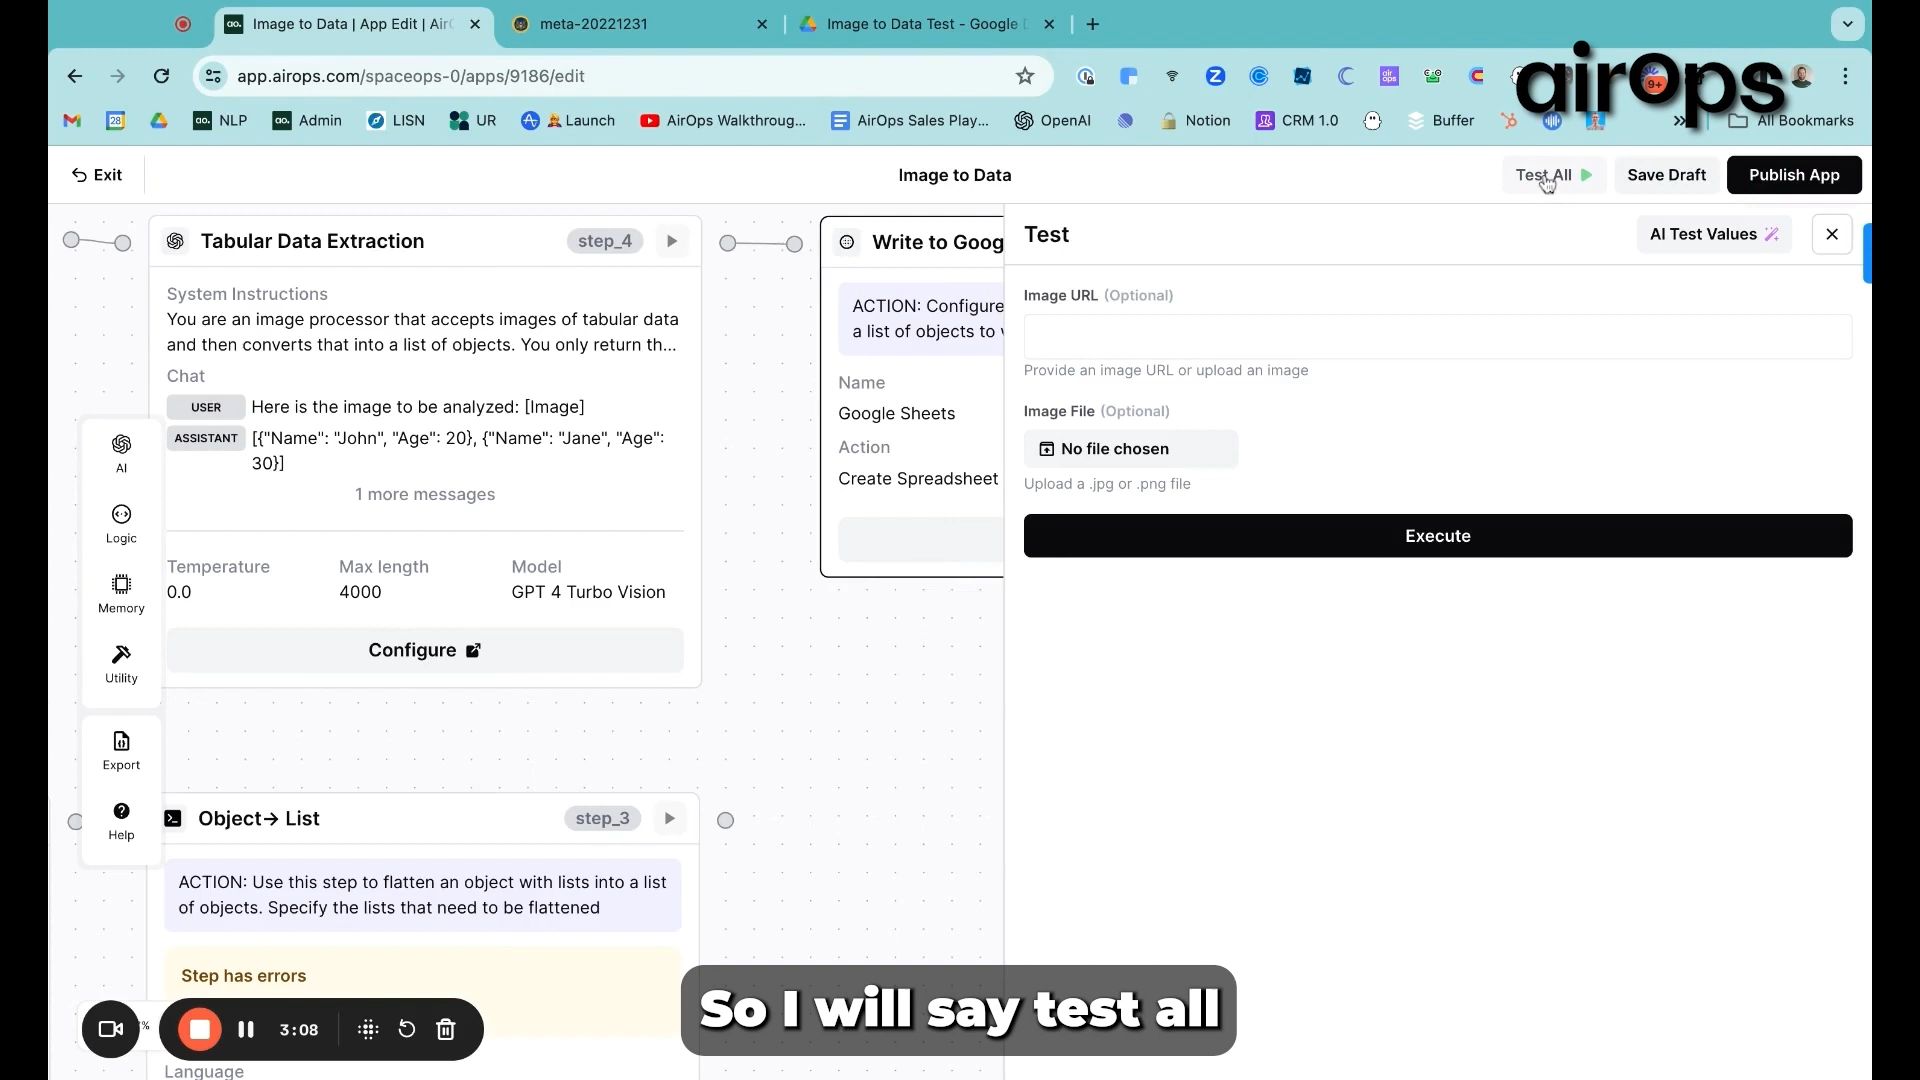 Image to Data | App Edit | Air
meta-20221231
Image to Data Test - Google D
app.airops.com/spaceops-0/apps/9186/edit
9+
airOps
28
NLP
Admin
LISN
UR
Launch
AirOps Walkthroug...
AirOps Sales Play...
OpenAI
Notion
CRM 1.0
Buffer
All Bookmarks
Exit
Image to Data
Test All
Save Draft
Publish App
Tabular Data Extraction
step_4
System Instructions
You are an image processor that accepts images of tabular data
and then converts that into a list of objects. You only return th...
Chat
USER
Here is the image to be analyzed: [Image]
ASSISTANT
[{"Name": "John", "Age": 20}, {"Name": "Jane", "Age":
30}]
1 more messages
Temperature
Max length
Model
0.0
4000
GPT 4 Turbo Vision
Configure
Write to Goog
ACTION: Configure
a list of objects to
Name
Google Sheets
Action
Create Spreadsheet
Test
AI Test Values
Image URL (Optional)
Provide an image URL or upload an image
Image File (Optional)
No file chosen
Upload a .jpg or .png file
Execute
AI
Logic
Memory
Utility
Export
Help
Object→ List
step_3
ACTION: Use this step to flatten an object with lists into a list
of objects. Specify the lists that need to be flattened
Step has errors
%
3:08
Language
So I will say test all